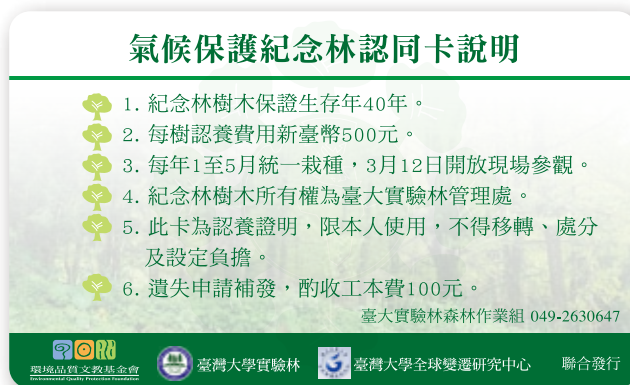 氣候保護紀念林認同卡說明
1. 紀念林樹木保證生存年40年。
2. 每樹認養費用新臺幣500元。
3. 每年1至5月統一栽種，3月12日開放現場參觀。
4. 紀念林樹木所有權為臺大實驗林管理處。
5. 此卡為認養證明，限本人使用，不得移轉、處分
及設定負擔。
6. 遺失申請補發，酌收工本費100元。
臺大實驗林森林作業組 049-2630647
環境品質文教基金會
Environmental Quality Protection Foundation
臺灣大學實驗林
臺灣大學全球變遷研究中心
聯合發行